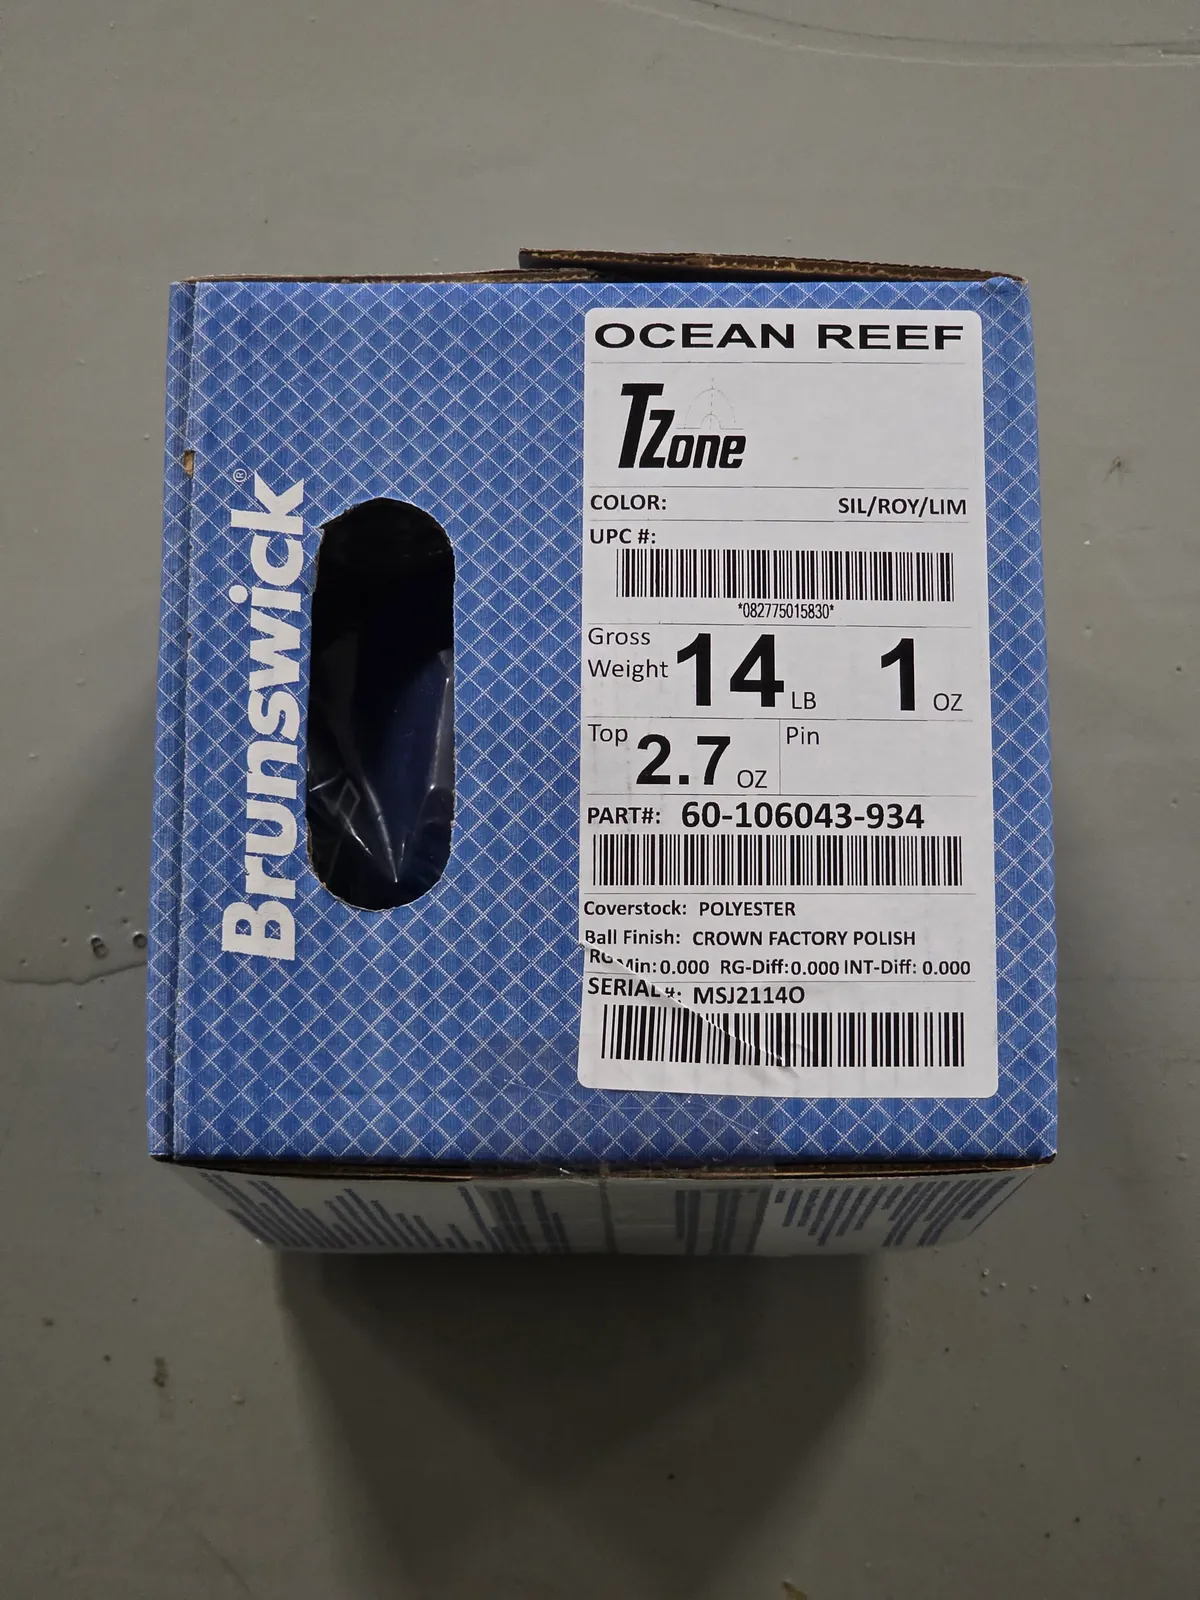 Brunswick®
OCEAN REEF
TZone
COLOR: SIL/ROY/LIM
UPC #:
*082775015830*
Gross
Weight 14 LB 1 OZ
Top 2.7 OZ Pin
PART#: 60-106043-934
Coverstock: POLYESTER
Ball Finish: CROWN FACTORY POLISH
RG Min: 0.000 RG-Diff: 0.000 INT-Diff: 0.000
SERIAL #: MSJ2114O